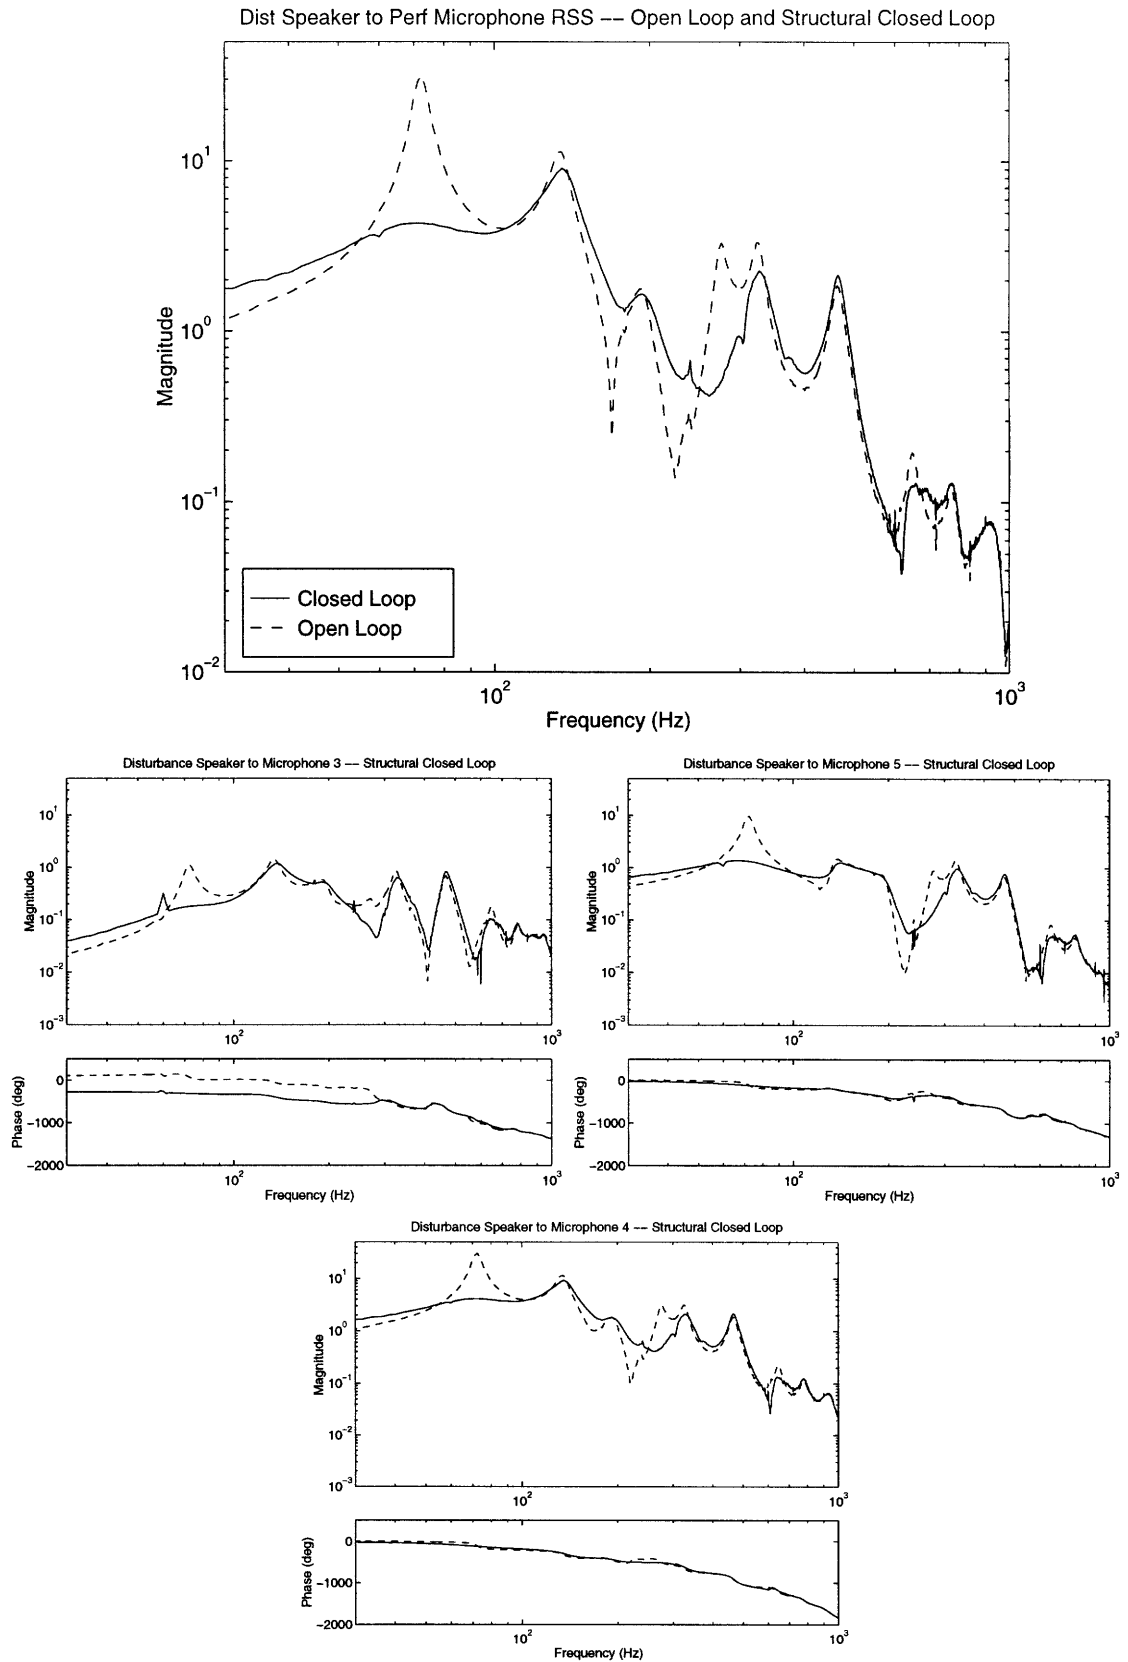 Dist Speaker to Perf Microphone RSS −− Open Loop and Structural Closed Loop
10^1
10^0
10^−1
10^−2
Magnitude
Closed Loop
Open Loop
10^2
10^3
Frequency (Hz)
Disturbance Speaker to Microphone 3 −− Structural Closed Loop
10^1
10^0
10^−1
10^−2
10^−3
Magnitude
10^2
10^3
0
−1000
−2000
Phase (deg)
10^2
10^3
Frequency (Hz)
Disturbance Speaker to Microphone 5 −− Structural Closed Loop
10^1
10^0
10^−1
10^−2
10^−3
Magnitude
10^2
10^3
0
−1000
−2000
Phase (deg)
10^2
10^3
Frequency (Hz)
Disturbance Speaker to Microphone 4 −− Structural Closed Loop
10^1
10^0
10^−1
10^−2
10^−3
Magnitude
10^2
10^3
0
−1000
−2000
Phase (deg)
10^2
10^3
Frequency (Hz)